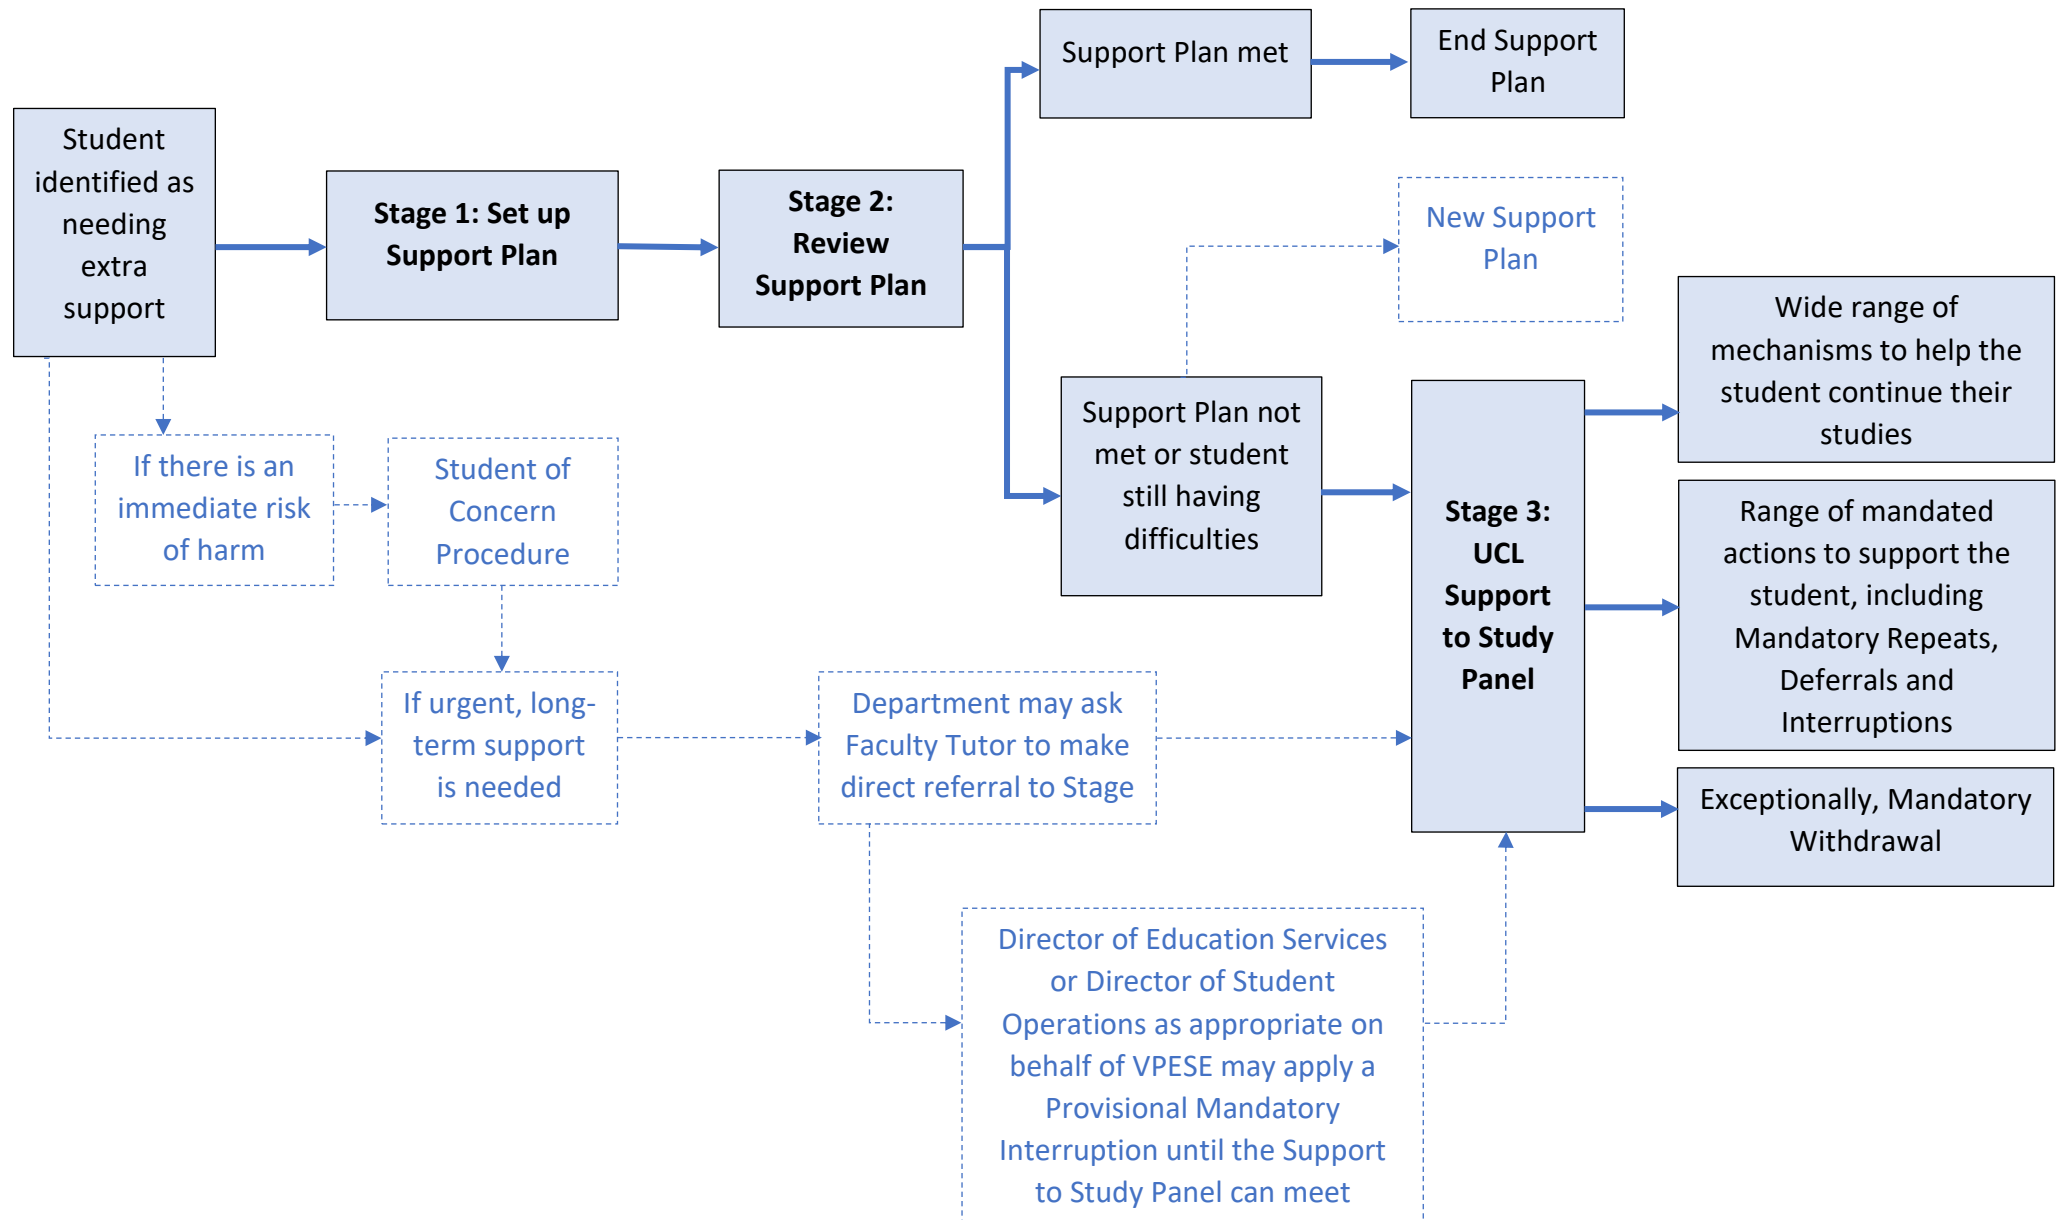 Student
identified as
needing
extra
support
Stage 1: Set up
Support Plan
Stage 2:
Review
Support Plan
Support Plan met
End Support
Plan
New Support
Plan
Support Plan not
met or student
still having
difficulties
Stage 3:
UCL
Support
to Study
Panel
Wide range of
mechanisms to help the
student continue their
studies
Range of mandated
actions to support the
student, including
Mandatory Repeats,
Deferrals and
Interruptions
Exceptionally, Mandatory
Withdrawal
If there is an
immediate risk
of harm
Student of
Concern
Procedure
If urgent, long-
term support
is needed
Department may ask
Faculty Tutor to make
direct referral to Stage
Director of Education Services
or Director of Student
Operations as appropriate on
behalf of VPESE may apply a
Provisional Mandatory
Interruption until the Support
to Study Panel can meet